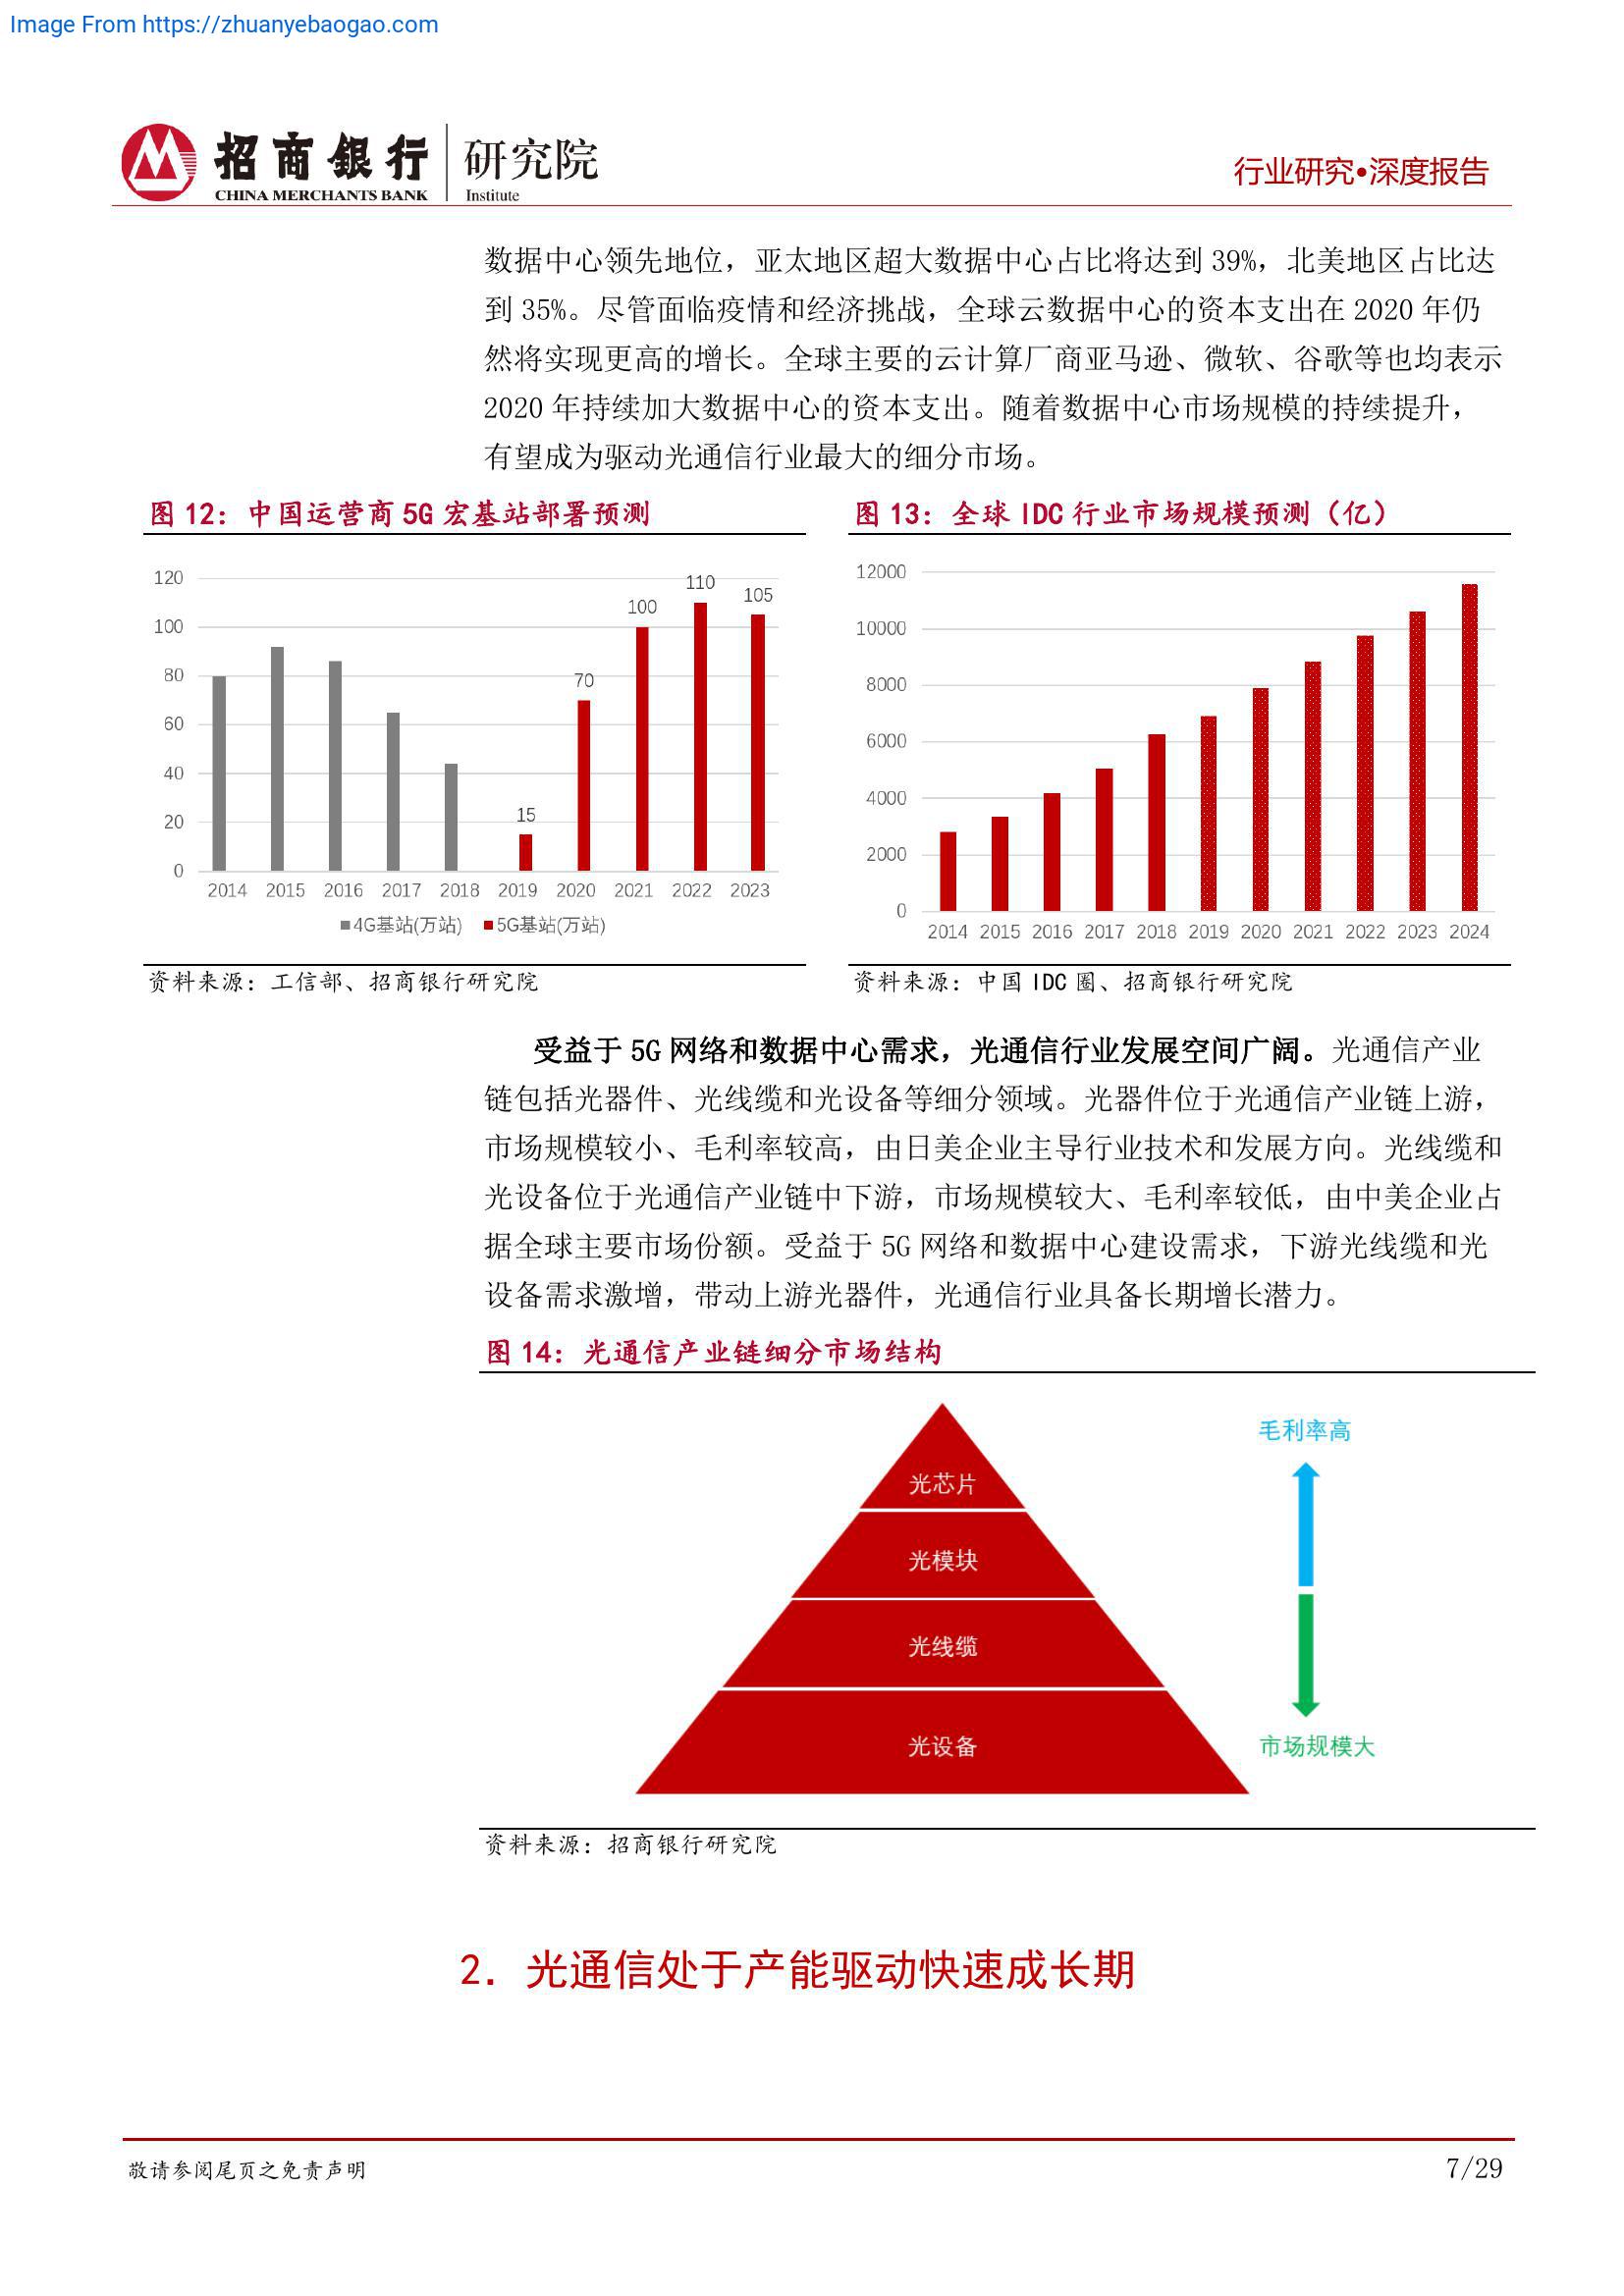 Image From https://zhuanyebaogao.com
招商銀行
CHINA MERCHANTS BANK
研究院
Institute
行业研究•深度报告
数据中心领先地位，亚太地区超大数据中心占比将达到 39%，北美地区占比达
到 35%。尽管面临疫情和经济挑战，全球云数据中心的资本支出在 2020 年仍
然将实现更高的增长。全球主要的云计算厂商亚马逊、微软、谷歌等也均表示
2020 年持续加大数据中心的资本支出。随着数据中心市场规模的持续提升，
有望成为驱动光通信行业最大的细分市场。
图 12：中国运营商 5G 宏基站部署预测
120
100
80
60
40
20
0
15
70
100
110
105
2014 2015 2016 2017 2018 2019 2020 2021 2022 2023
4G基站(万站) 5G基站(万站)
资料来源：工信部、招商银行研究院
图 13：全球 IDC 行业市场规模预测（亿）
12000
10000
8000
6000
4000
2000
0
2014 2015 2016 2017 2018 2019 2020 2021 2022 2023 2024
资料来源：中国 IDC 圈、招商银行研究院
受益于 5G 网络和数据中心需求，光通信行业发展空间广阔。光通信产业
链包括光器件、光线缆和光设备等细分领域。光器件位于光通信产业链上游，
市场规模较小、毛利率较高，由日美企业主导行业技术和发展方向。光线缆和
光设备位于光通信产业链中下游，市场规模较大、毛利率较低，由中美企业占
据全球主要市场份额。受益于 5G 网络和数据中心建设需求，下游光线缆和光
设备需求激增，带动上游光器件，光通信行业具备长期增长潜力。
图 14：光通信产业链细分市场结构
光芯片
光模块
光线缆
光设备
毛利率高
市场规模大
资料来源：招商银行研究院
2. 光通信处于产能驱动快速成长期
敬请参阅尾页之免责声明
7/29